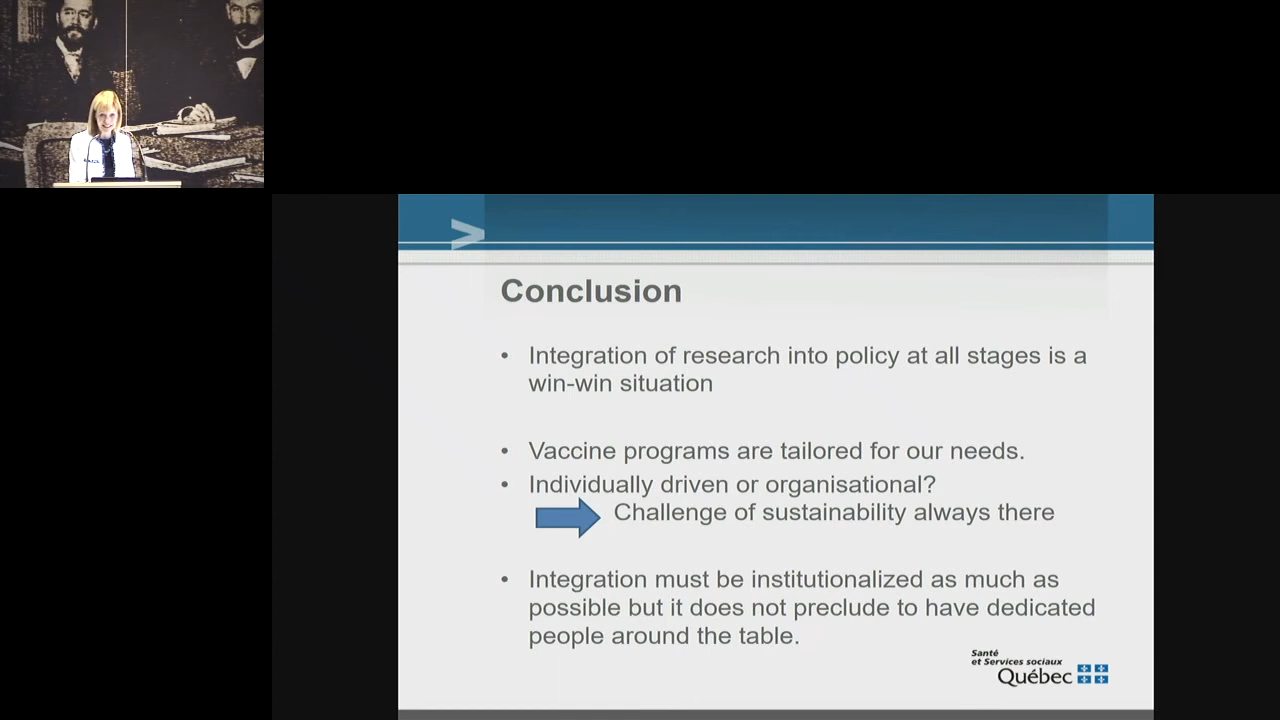 >
Conclusion
• Integration of research into policy at all stages is a
win-win situation
• Vaccine programs are tailored for our needs.
• Individually driven or organisational?
Challenge of sustainability always there
• Integration must be institutionalized as much as
possible but it does not preclude to have dedicated
people around the table.
Santé
et Services sociaux
Québec